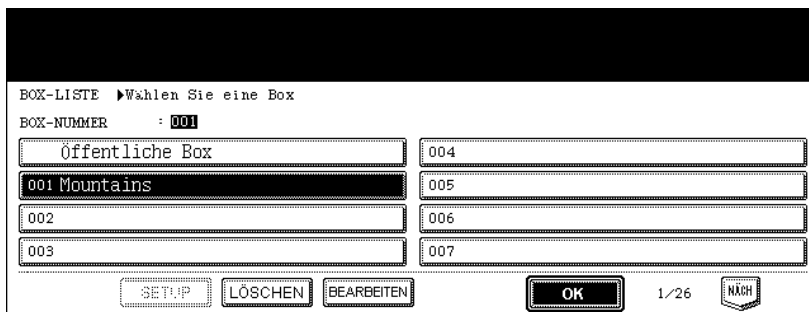 BOX-LISTE ▶Wählen Sie eine Box
BOX-NUMMER : 001
Öffentliche Box
001 Mountains
002
003
004
005
006
007
SETUP LÖSCHEN BEARBEITEN OK 1/26 NÄCH